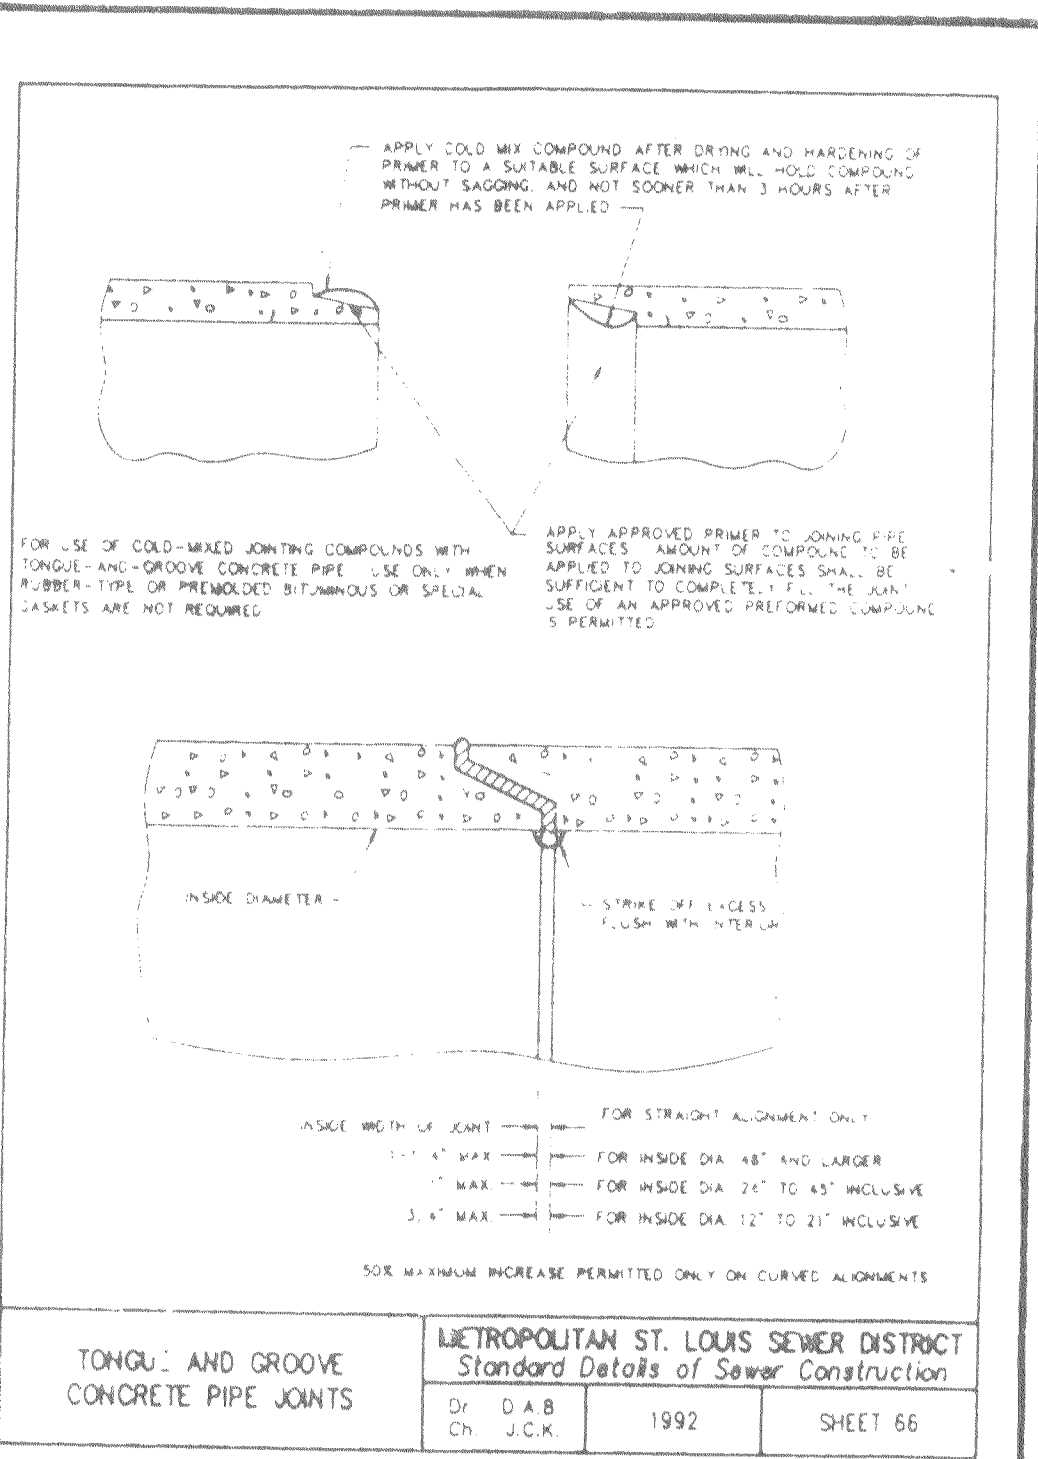 APPLY COLD MIX COMPOUND AFTER DRYING AND HARDENING OF
PRIMER TO A SUITABLE SURFACE WHICH WILL HOLD COMPOUND
WITHOUT SAGGING, AND NOT SOONER THAN 3 HOURS AFTER
PRIMER HAS BEEN APPLIED
FOR USE OF COLD-MIXED JOINTING COMPOUNDS WITH
TONGUE-AND-GROOVE CONCRETE PIPE USE ONLY WHEN
RUBBER-TYPE OR PREMOLDED BITUMINOUS OR SPECIAL
GASKETS ARE NOT REQUIRED
APPLY APPROVED PRIMER TO JOINING PIPE
SURFACES AMOUNT OF COMPOUND TO BE
APPLIED TO JOINING SURFACES SHALL BE
SUFFICIENT TO COMPLETELY FILL THE JOINT
USE OF AN APPROVED PREFORMED COMPOUND
IS PERMITTED
INSIDE DIAMETER
STRIKE OFF EXCESS
FLUSH WITH INTERIOR
INSIDE WIDTH OF JOINT
FOR STRAIGHT ALIGNMENT ONLY
MAX FOR INSIDE DIA 48" AND LARGER
MAX. FOR INSIDE DIA TO INCLUSIVE
MAX. FOR INSIDE DIA 12" TO 21" INCLUSIVE
50% MAXIMUM INCREASE PERMITTED ONLY ON CURVED ALIGNMENTS
TONGUE AND GROOVE
CONCRETE PIPE JOINTS
METROPOLITAN ST. LOUIS SEWER DISTRICT
Standard Details of Sewer Construction
Dr D.A.B
Ch. J.C.K.
1992
SHEET 66